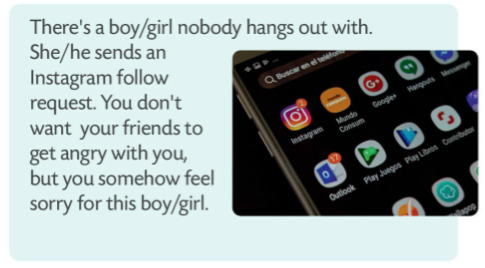 There's a boy/girl nobody hangs out with.
She/he sends an
Instagram follow
request. You don't
want your friends to
get angry with you,
but you somehow feel
sorry for this boy/girl.
Buscar en el teléfono
Instagram
Mundo
Consum
Google+
Hangouts
Messenger
17
Outlook
Play Juegos
Play Libros
Contributor